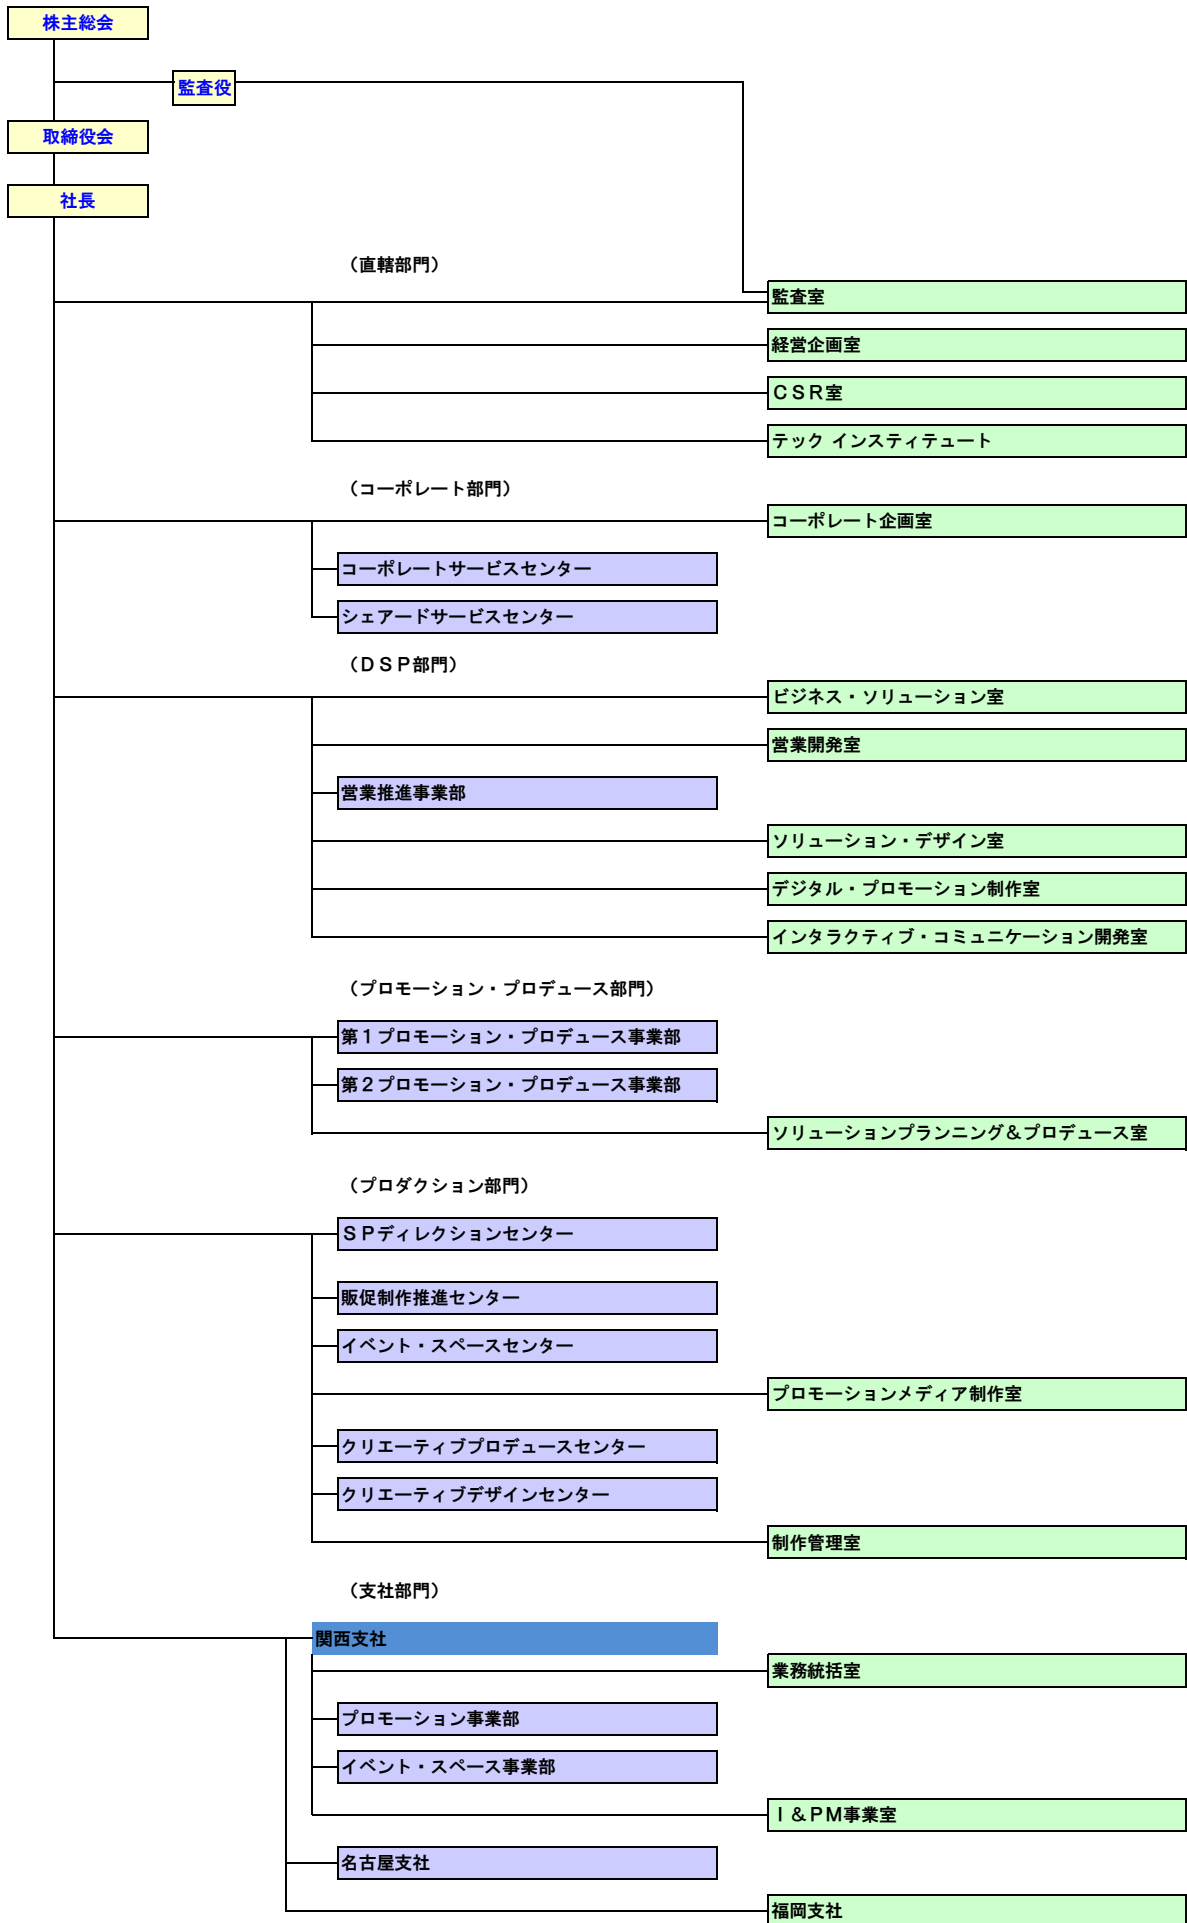 株主総会
監査役
取締役会
社長
（直轄部門）
監査室
経営企画室
ＣＳＲ室
テック インスティテュート
（コーポレート部門）
コーポレート企画室
コーポレートサービスセンター
シェアードサービスセンター
（ＤＳＰ部門）
ビジネス・ソリューション室
営業開発室
営業推進事業部
ソリューション・デザイン室
デジタル・プロモーション制作室
インタラクティブ・コミュニケーション開発室
（プロモーション・プロデュース部門）
第１プロモーション・プロデュース事業部
第２プロモーション・プロデュース事業部
ソリューションプランニング＆プロデュース室
（プロダクション部門）
ＳＰディレクションセンター
販促制作推進センター
イベント・スペースセンター
プロモーションメディア制作室
クリエーティブプロデュースセンター
クリエーティブデザインセンター
制作管理室
（支社部門）
関西支社
業務統括室
プロモーション事業部
イベント・スペース事業部
Ｉ＆ＰＭ事業室
名古屋支社
福岡支社